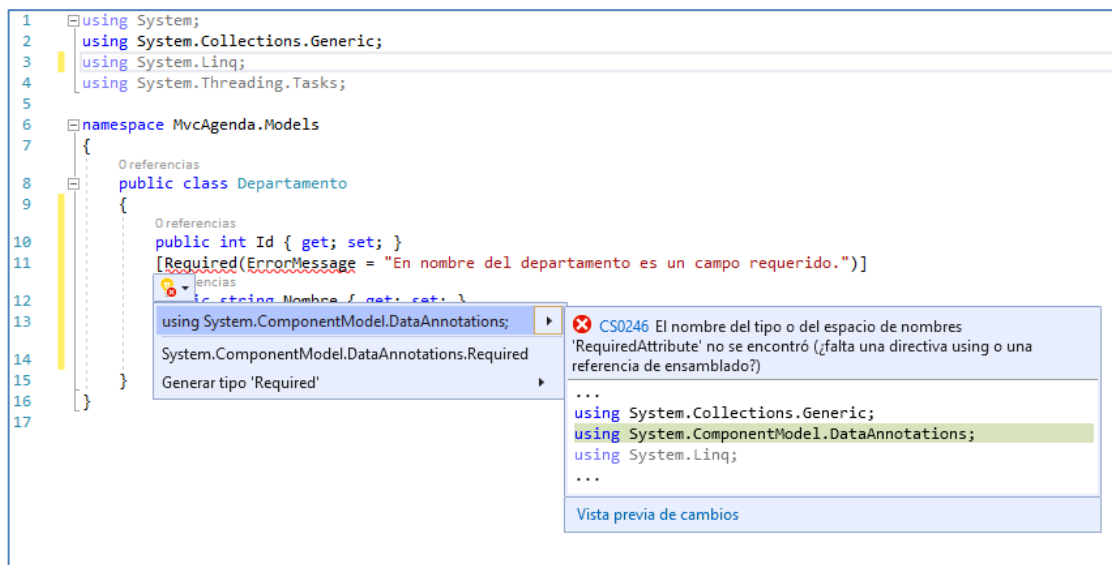 1 using System;
2 using System.Collections.Generic;
3 using System.Linq;
4 using System.Threading.Tasks;
5
6 namespace MvcAgenda.Models
7 {
0 referencias
8 public class Departamento
9 {
0 referencias
10 public int Id { get; set; }
11 [Required(ErrorMessage = "En nombre del departamento es un campo requerido.")]
encias
12 ic string Nombre { get; set; }
13 using System.ComponentModel.DataAnnotations;
14 System.ComponentModel.DataAnnotations.Required
15 } Generar tipo 'Required'
16 }
17
CS0246 El nombre del tipo o del espacio de nombres
'RequiredAttribute' no se encontró (¿falta una directiva using o una
referencia de ensamblado?)
...
using System.Collections.Generic;
using System.ComponentModel.DataAnnotations;
using System.Linq;
...
Vista previa de cambios